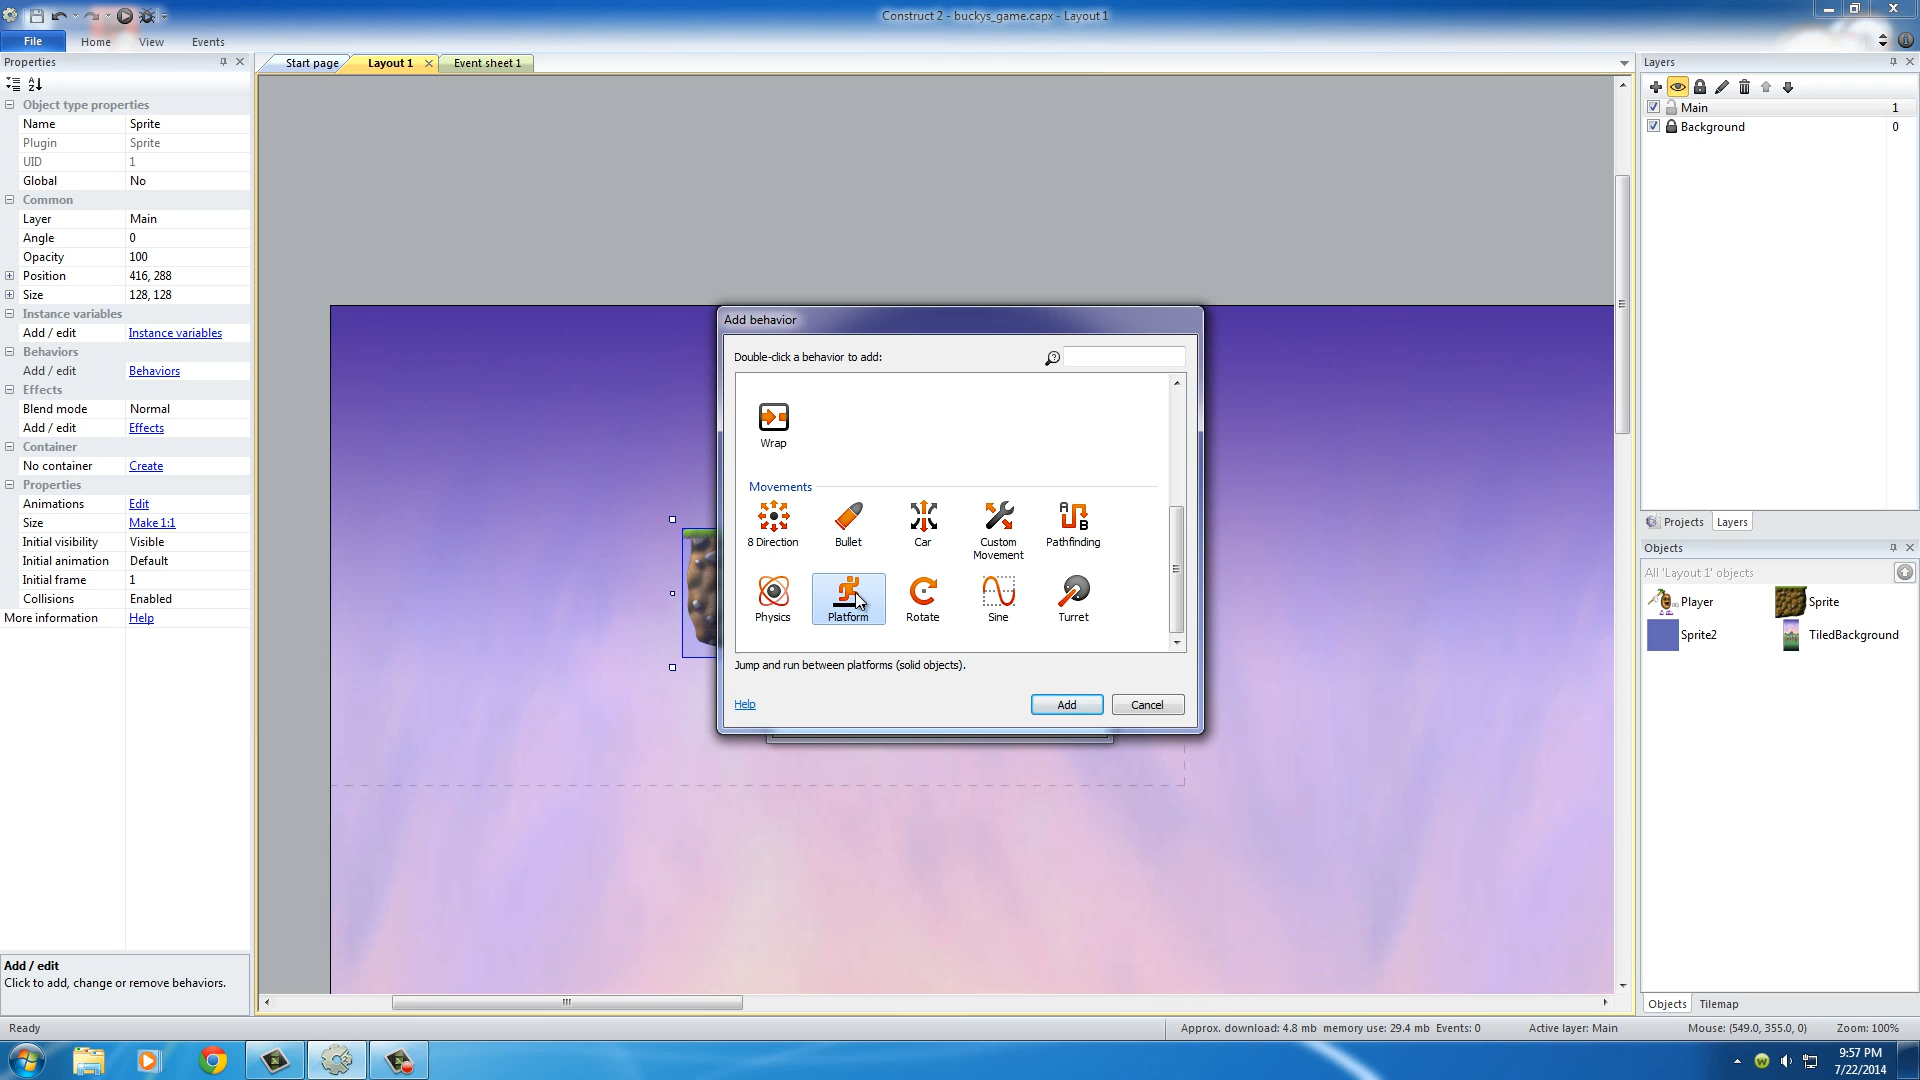 Construct 2 - buckys_game.capx - Layout 1
File
Home
View
Events
Properties
Object type properties
Name Sprite
Plugin Sprite
UID 1
Global No
Common
Layer Main
Angle 0
Opacity 100
Position 416, 288
Size 128, 128
Instance variables
Add / edit Instance variables
Behaviors
Add / edit Behaviors
Effects
Blend mode Normal
Add / edit Effects
Container
No container Create
Properties
Animations Edit
Size Make 1:1
Initial visibility Visible
Initial animation Default
Initial frame 1
Collisions Enabled
More information Help
Add / edit
Click to add, change or remove behaviors.
Start page
Layout 1
Event sheet 1
Add behavior
Double-click a behavior to add:
Wrap
Movements
8 Direction
Bullet
Car
Custom
Movement
Pathfinding
Physics
Platform
Rotate
Sine
Turret
Jump and run between platforms (solid objects).
Help
Add
Cancel
Layers
Main 1
Background 0
Projects
Layers
Objects
All 'Layout 1' objects
Player
Sprite
Sprite2
TiledBackground
Objects
Tilemap
Ready
Approx. download: 4.8 mb memory use: 29.4 mb Events: 0
Active layer: Main
Mouse: (549.0, 355.0, 0)
Zoom: 100%
9:57 PM
7/22/2014